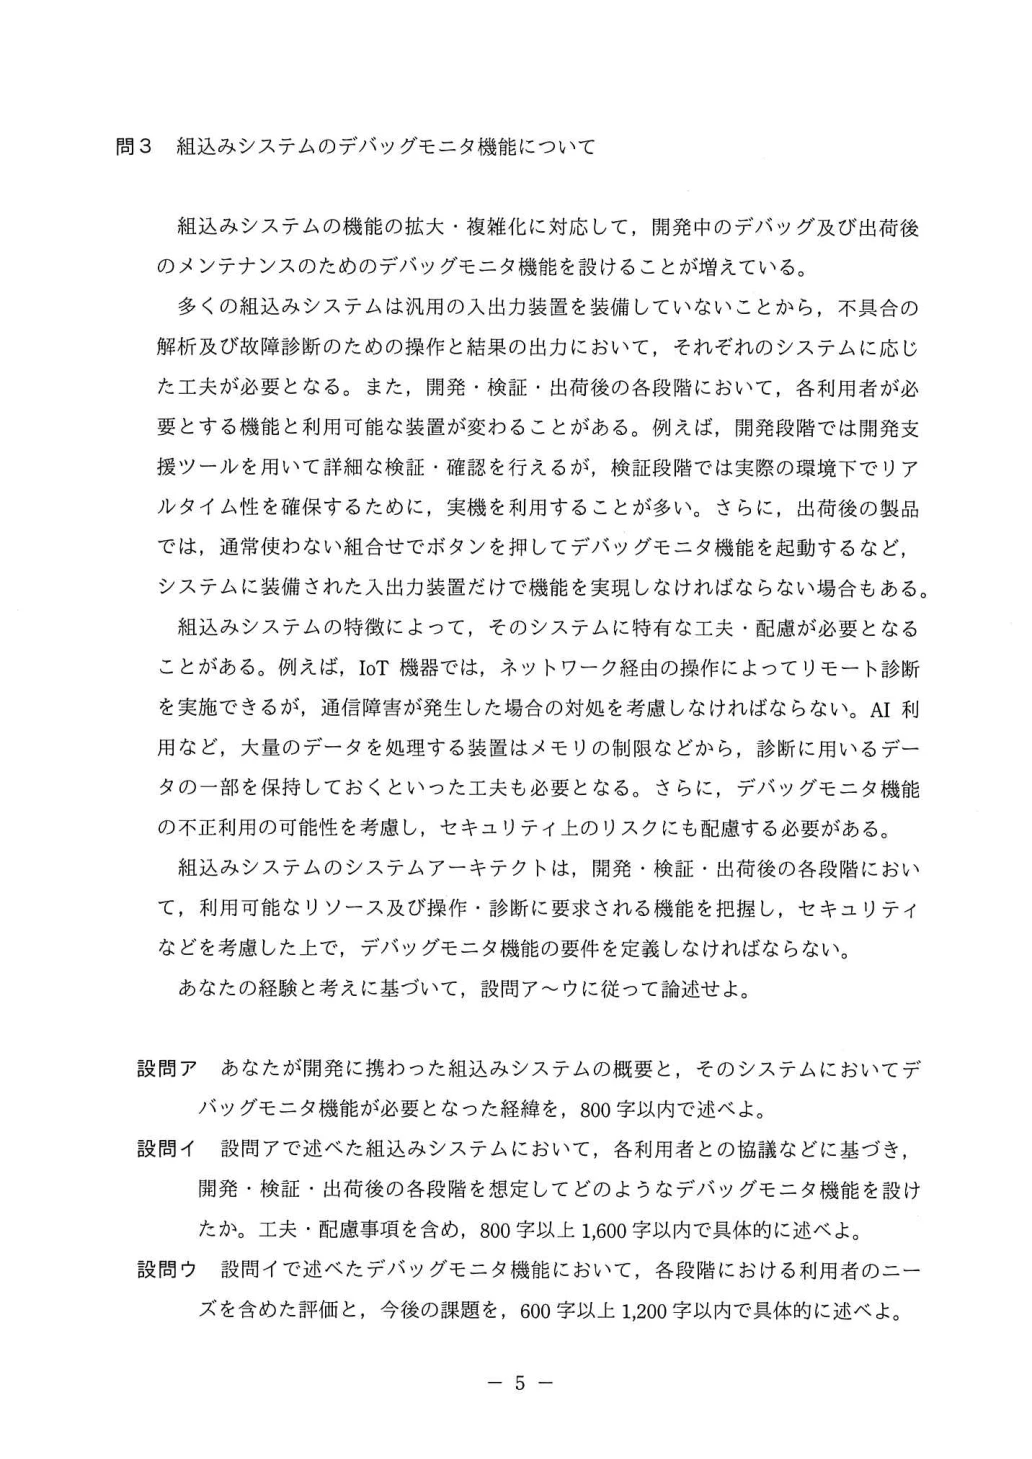 問３　組込みシステムのデバッグモニタ機能について
組込みシステムの機能の拡大・複雑化に対応して，開発中のデバッグ及び出荷後
のメンテナンスのためのデバッグモニタ機能を設けることが増えている。
多くの組込みシステムは汎用の入出力装置を装備していないことから，不具合の
解析及び故障診断のための操作と結果の出力において，それぞれのシステムに応じ
た工夫が必要となる。また，開発・検証・出荷後の各段階において，各利用者が必
要とする機能と利用可能な装置が変わることがある。例えば，開発段階では開発支
援ツールを用いて詳細な検証・確認を行えるが，検証段階では実際の環境下でリア
ルタイム性を確保するために，実機を利用することが多い。さらに，出荷後の製品
では，通常使わない組合せでボタンを押してデバッグモニタ機能を起動するなど，
システムに装備された入出力装置だけで機能を実現しなければならない場合もある。
組込みシステムの特徴によって，そのシステムに特有な工夫・配慮が必要となる
ことがある。例えば，IoT 機器では，ネットワーク経由の操作によってリモート診断
を実施できるが，通信障害が発生した場合の対処を考慮しなければならない。AI 利
用など，大量のデータを処理する装置はメモリの制限などから，診断に用いるデー
タの一部を保持しておくといった工夫も必要となる。さらに，デバッグモニタ機能
の不正利用の可能性を考慮し，セキュリティ上のリスクにも配慮する必要がある。
組込みシステムのシステムアーキテクトは，開発・検証・出荷後の各段階におい
て，利用可能なリソース及び操作・診断に要求される機能を把握し，セキュリティ
などを考慮した上で，デバッグモニタ機能の要件を定義しなければならない。
あなたの経験と考えに基づいて，設問ア～ウに従って論述せよ。
設問ア　あなたが開発に携わった組込みシステムの概要と，そのシステムにおいてデ
バッグモニタ機能が必要となった経緯を，800 字以内で述べよ。
設問イ　設問アで述べた組込みシステムにおいて，各利用者との協議などに基づき，
開発・検証・出荷後の各段階を想定してどのようなデバッグモニタ機能を設け
たか。工夫・配慮事項を含め，800 字以上 1,600 字以内で具体的に述べよ。
設問ウ　設問イで述べたデバッグモニタ機能において，各段階における利用者のニー
ズを含めた評価と，今後の課題を，600 字以上 1,200 字以内で具体的に述べよ。
－ 5 －